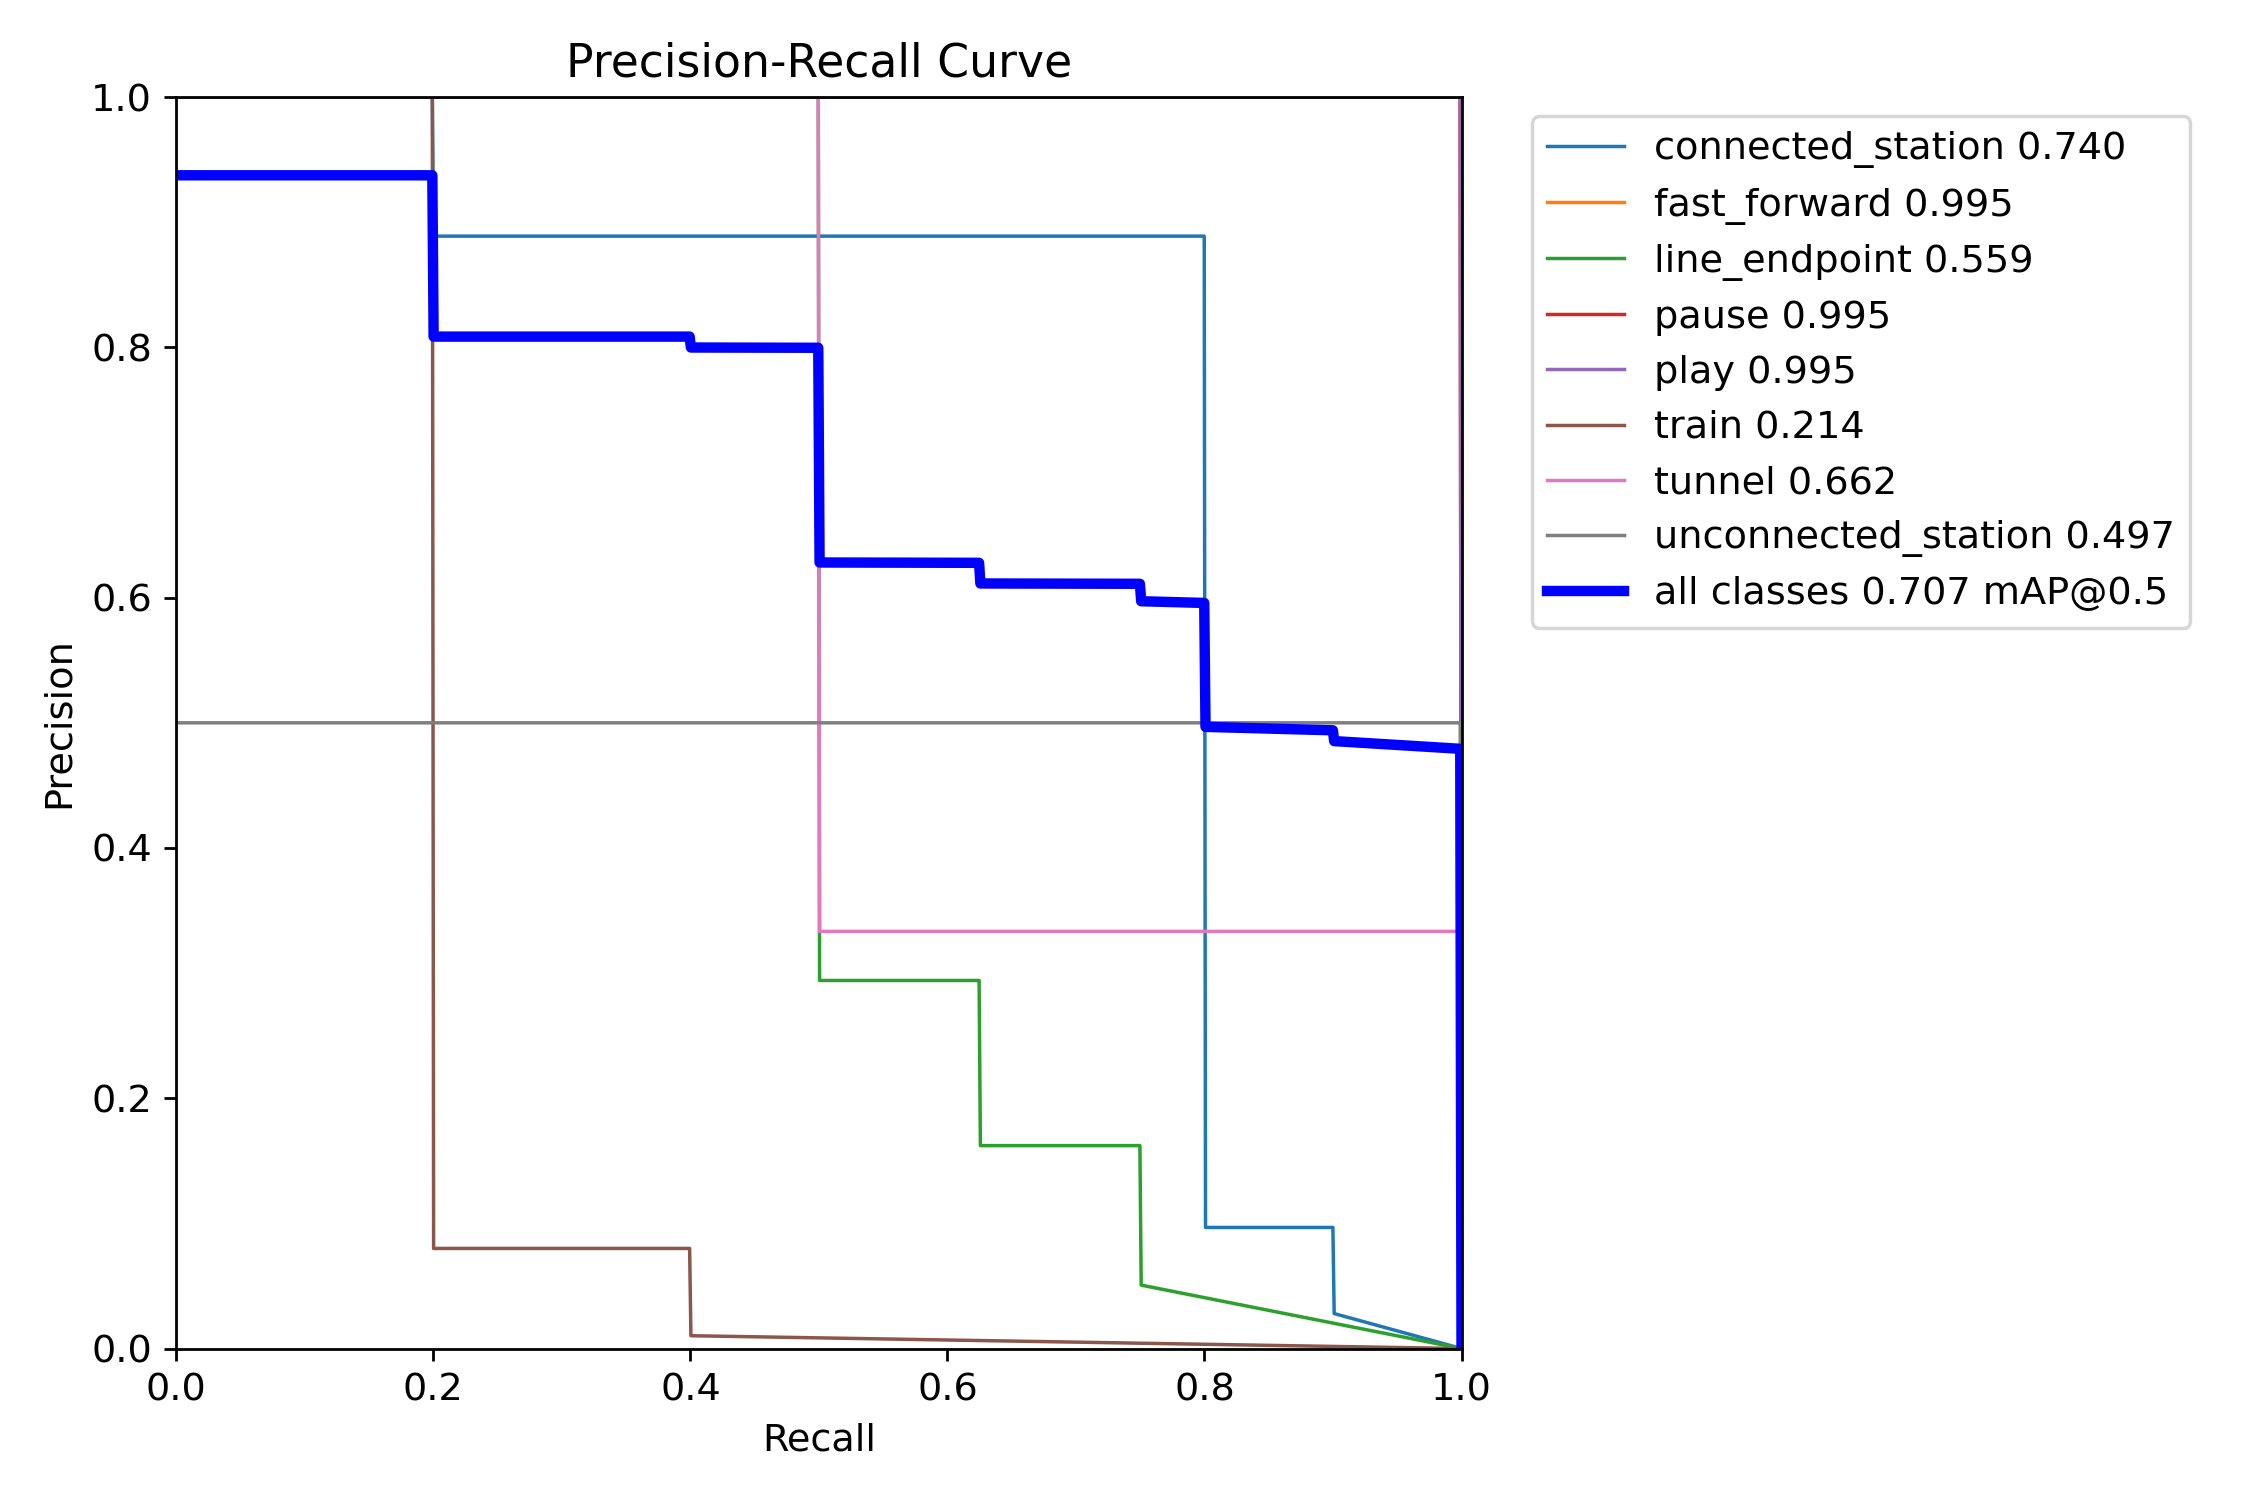 Precision-Recall Curve
1.0
0.8
0.6
0.4
0.2
0.0
Precision
0.0 0.2 0.4 0.6 0.8 1.0
Recall
connected_station 0.740
fast_forward 0.995
line_endpoint 0.559
pause 0.995
play 0.995
train 0.214
tunnel 0.662
unconnected_station 0.497
all classes 0.707 mAP@0.5